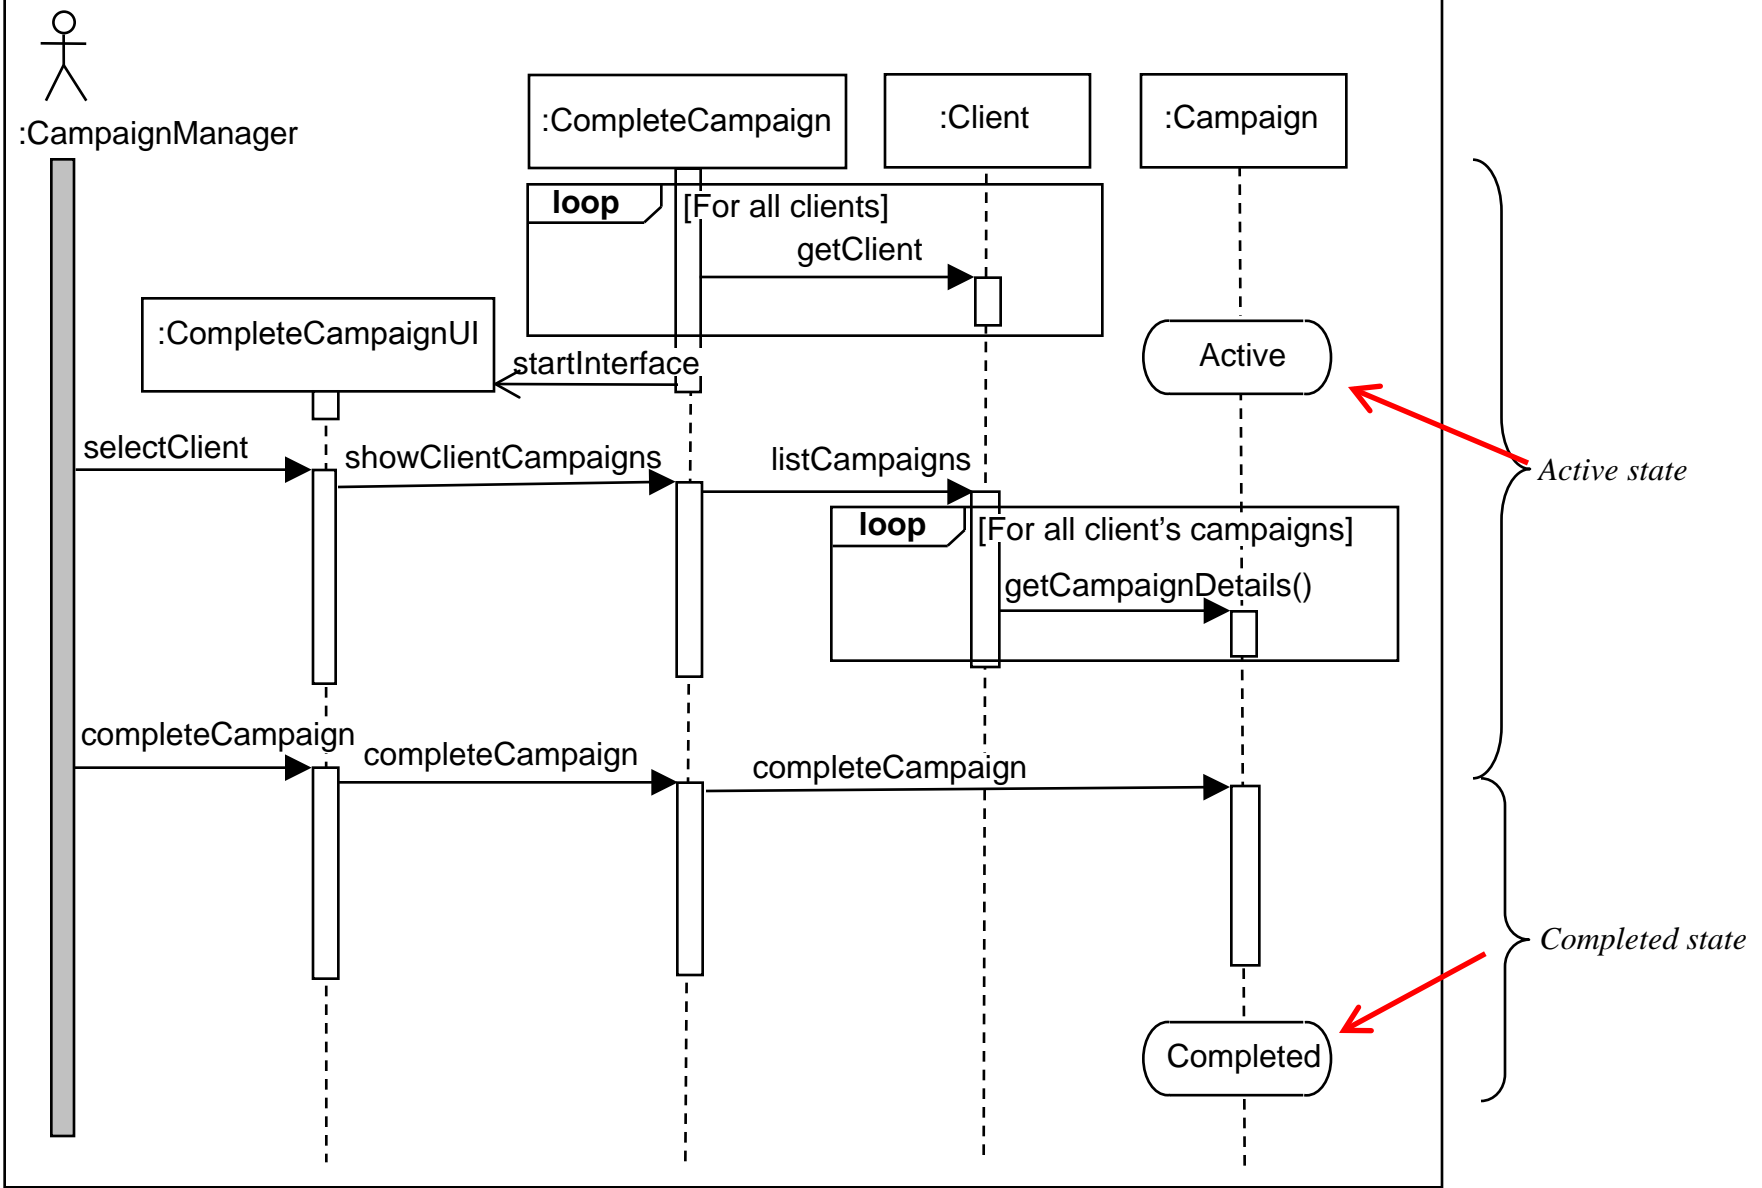 :CampaignManager
:CompleteCampaign
:Client
:Campaign
loop
[For all clients]
getClient
:CompleteCampaignUI
startInterface
Active
selectClient
showClientCampaigns
listCampaigns
Active state
loop
[For all client's campaigns]
getCampaignDetails()
completeCampaign
completeCampaign
completeCampaign
Completed state
Completed